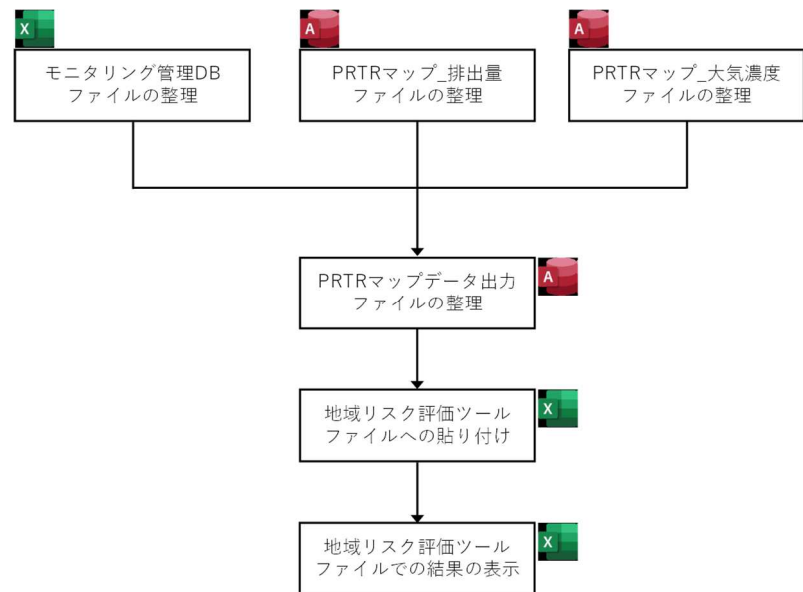 X
A
A
モニタリング管理DB
ファイルの整理
PRTRマップ_排出量
ファイルの整理
PRTRマップ_大気濃度
ファイルの整理
PRTRマップデータ出力
ファイルの整理
A
地域リスク評価ツール
ファイルへの貼り付け
X
地域リスク評価ツール
ファイルでの結果の表示
X